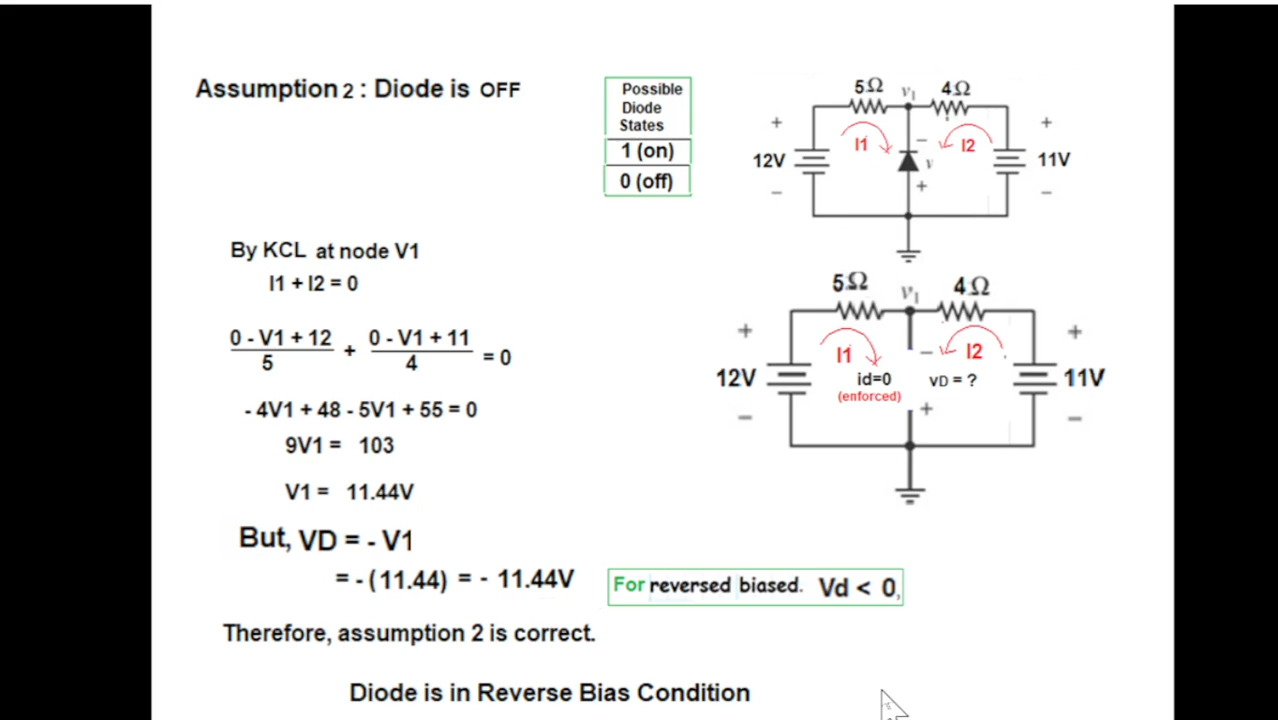 Assumption 2 : Diode is OFF
Possible
Diode
States
1 (on)
0 (off)
5Ω v1 4Ω
+ +
I1 − I2
12V v 11V
− + −
By KCL at node V1
I1 + I2 = 0
0 - V1 + 12 + 0 - V1 + 11 = 0
5 4
- 4V1 + 48 - 5V1 + 55 = 0
9V1 = 103
V1 = 11.44V
But, VD = - V1
= - (11.44) = - 11.44V
5Ω v1 4Ω
+ +
I1 − I2
12V id=0 VD = ? 11V
(enforced)
− + −
For reversed biased. Vd < 0,
Therefore, assumption 2 is correct.
Diode is in Reverse Bias Condition